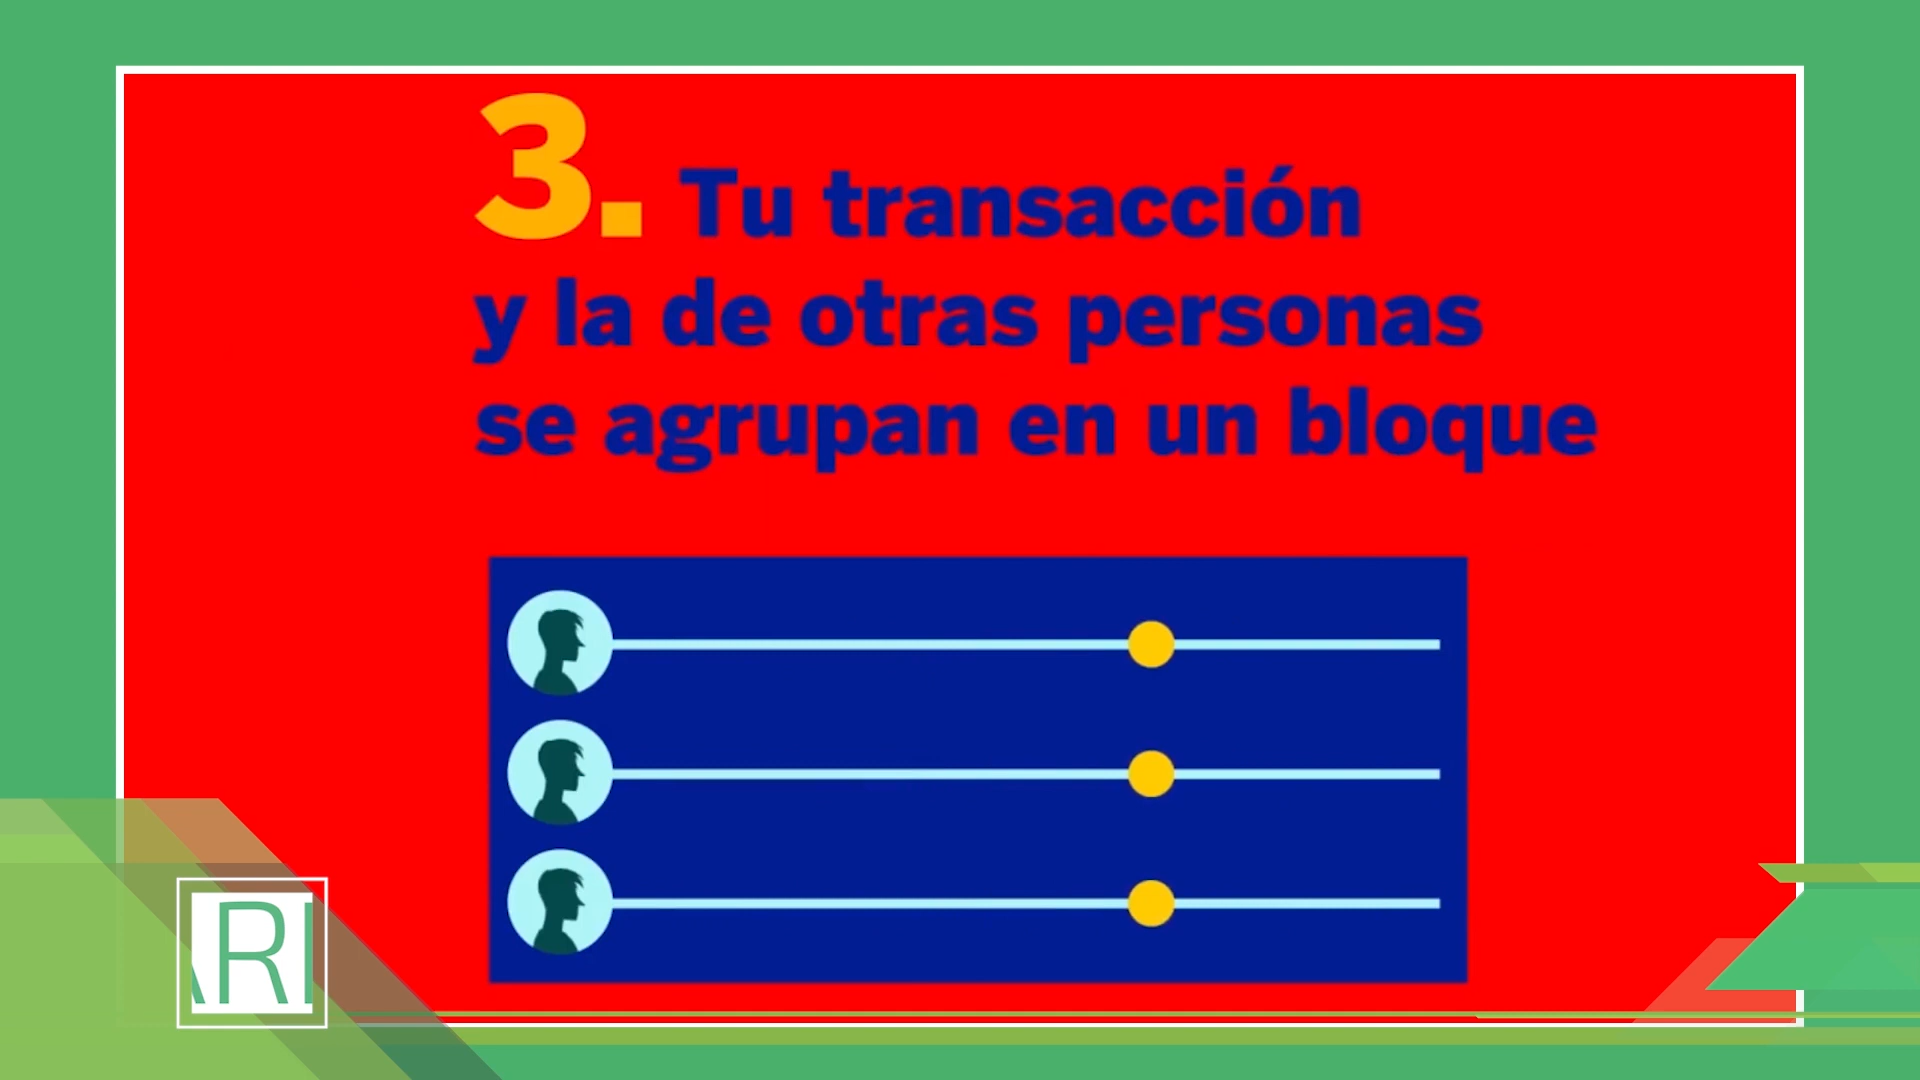 3. Tu transacción
y la de otras personas
se agrupan en un bloque